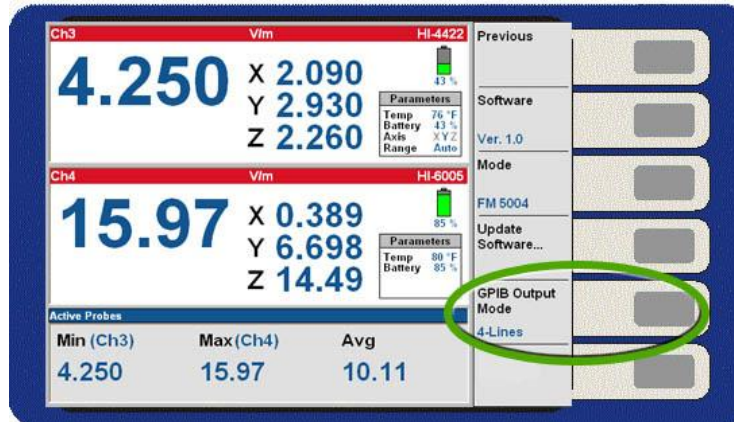 Ch3 V/m HI-4422
4.250
X 2.090
Y 2.930
Z 2.260
43 %
Parameters
Temp 76 °F
Battery 43 %
Axis X Y Z
Range Auto
Ch4 V/m HI-6005
15.97
X 0.389
Y 6.698
Z 14.49
85 %
Parameters
Temp 80 °F
Battery 85 %
Active Probes
Min (Ch3) Max(Ch4) Avg
4.250 15.97 10.11
Previous
Software
Ver. 1.0
Mode
FM 5004
Update
Software...
GPIB Output
Mode
4-Lines